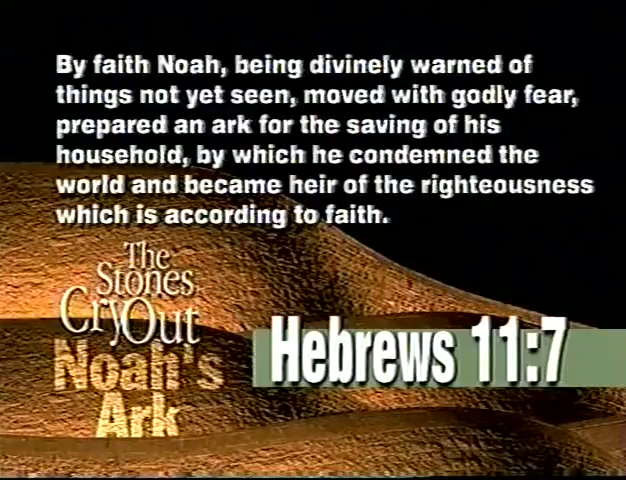 By faith Noah, being divinely warned of
things not yet seen, moved with godly fear,
prepared an ark for the saving of his
household, by which he condemned the
world and became heir of the righteousness
which is according to faith.
The
Stones
Cry Out
Noah's
Ark
Hebrews 11:7